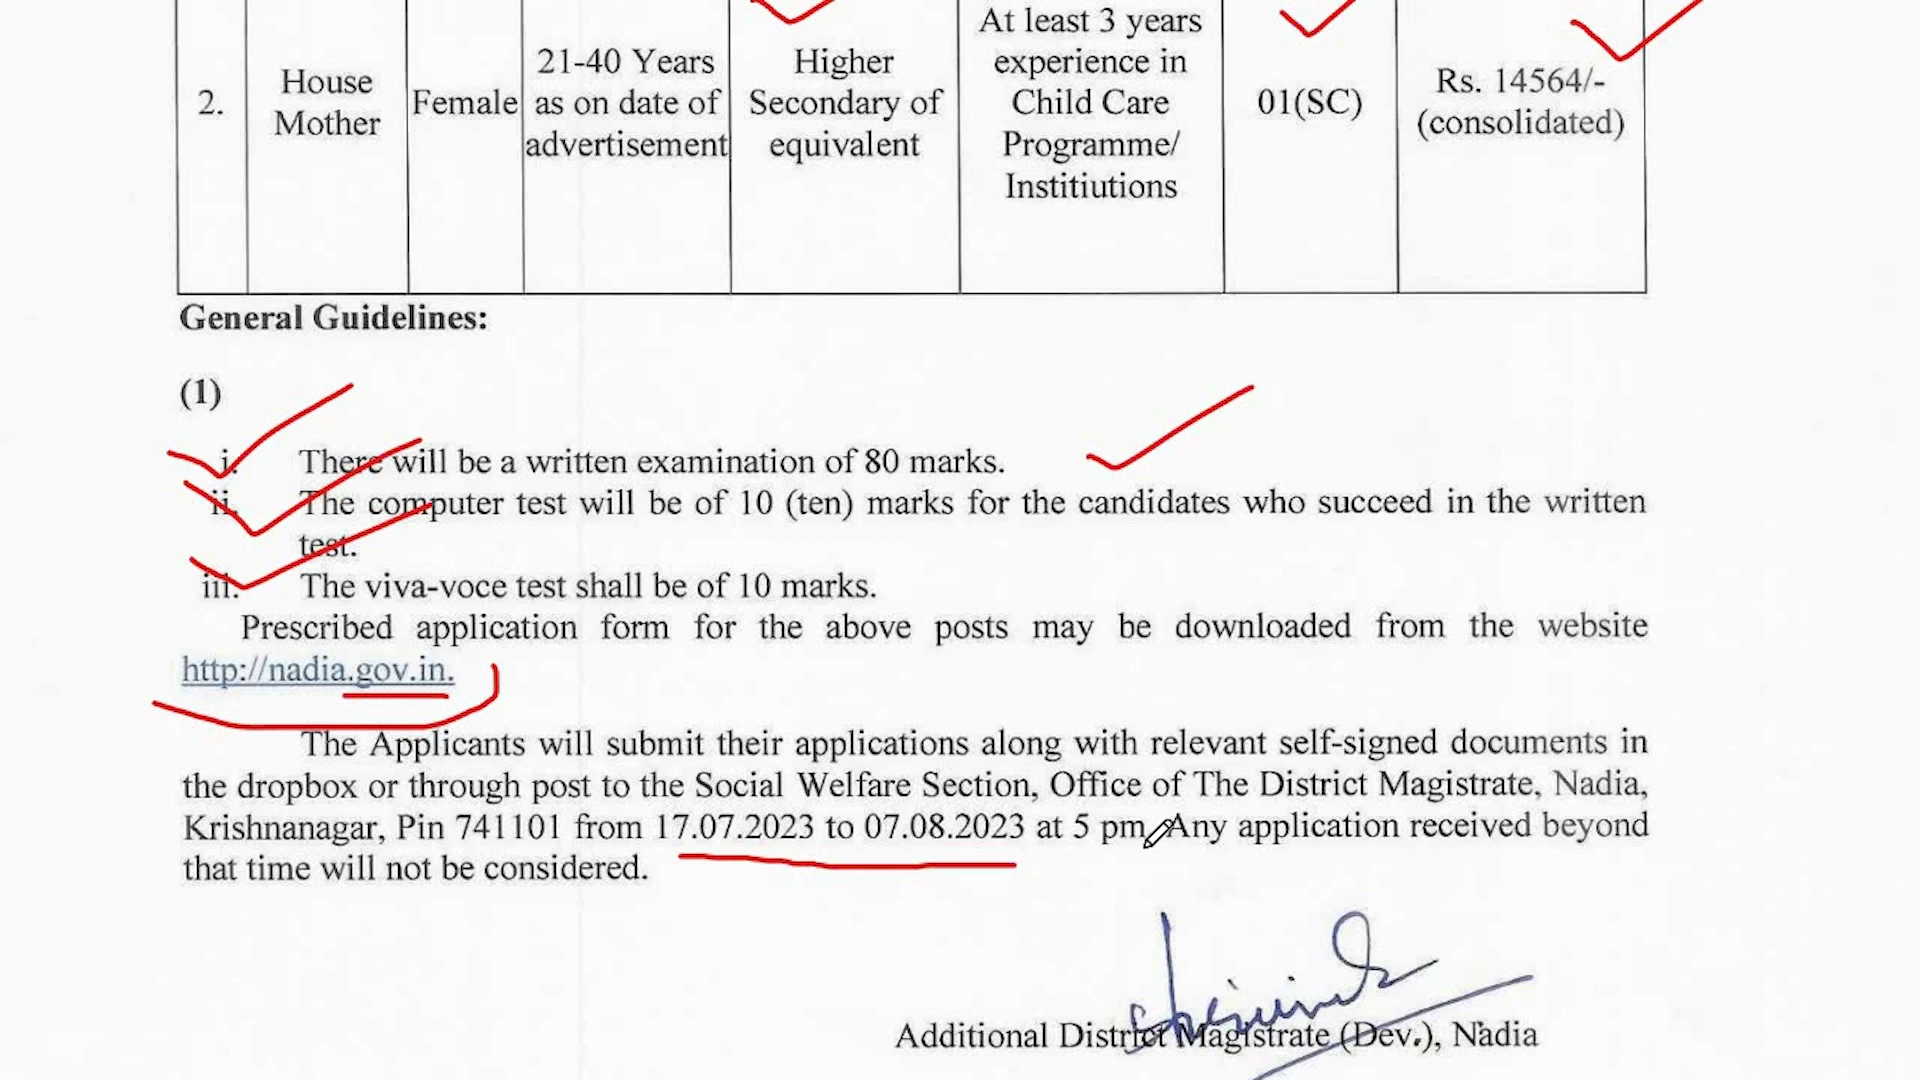 At least 3 years
21-40 Years Higher experience in
House Rs. 14564/-
2. Female as on date of Secondary of Child Care 01(SC)
Mother (consolidated)
advertisement equivalent Programme/
Institiutions
General Guidelines:
(1)
i. There will be a written examination of 80 marks.
ii. The computer test will be of 10 (ten) marks for the candidates who succeed in the written
test.
iii. The viva-voce test shall be of 10 marks.
Prescribed application form for the above posts may be downloaded from the website
http://nadia.gov.in.
The Applicants will submit their applications along with relevant self-signed documents in
the dropbox or through post to the Social Welfare Section, Office of The District Magistrate, Nadia,
Krishnanagar, Pin 741101 from 17.07.2023 to 07.08.2023 at 5 pm. Any application received beyond
that time will not be considered.
Additional District Magistrate (Dev.), Nadia